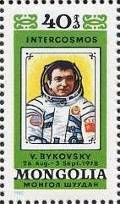 40
INTERCOSMOS
V. BYKOVSKY
26 Aug.-3 Sept. 1978
MONGOLIA
МОНГОЛ ШУУДАН